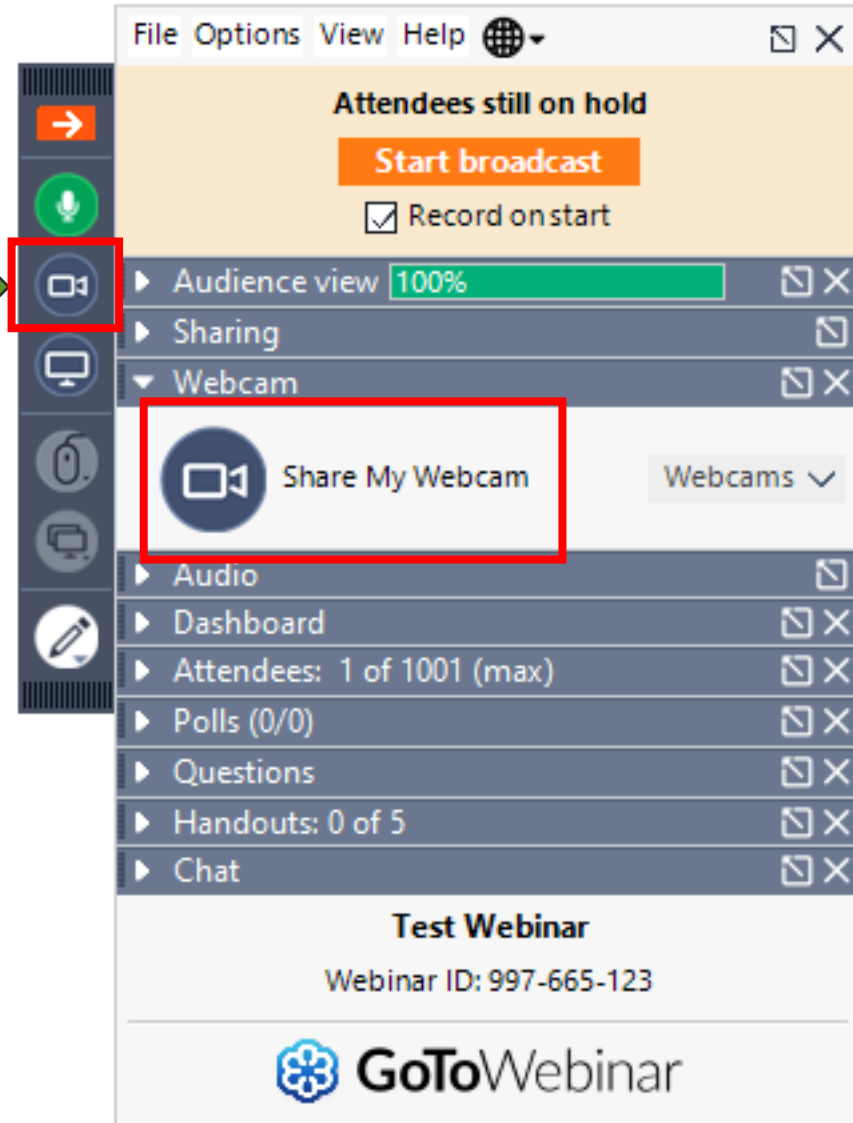 File Options View Help
Attendees still on hold
Start broadcast
Record on start
Audience view 100%
Sharing
Webcam
Share My Webcam Webcams
Audio
Dashboard
Attendees: 1 of 1001 (max)
Polls (0/0)
Questions
Handouts: 0 of 5
Chat
Test Webinar
Webinar ID: 997-665-123
GoToWebinar